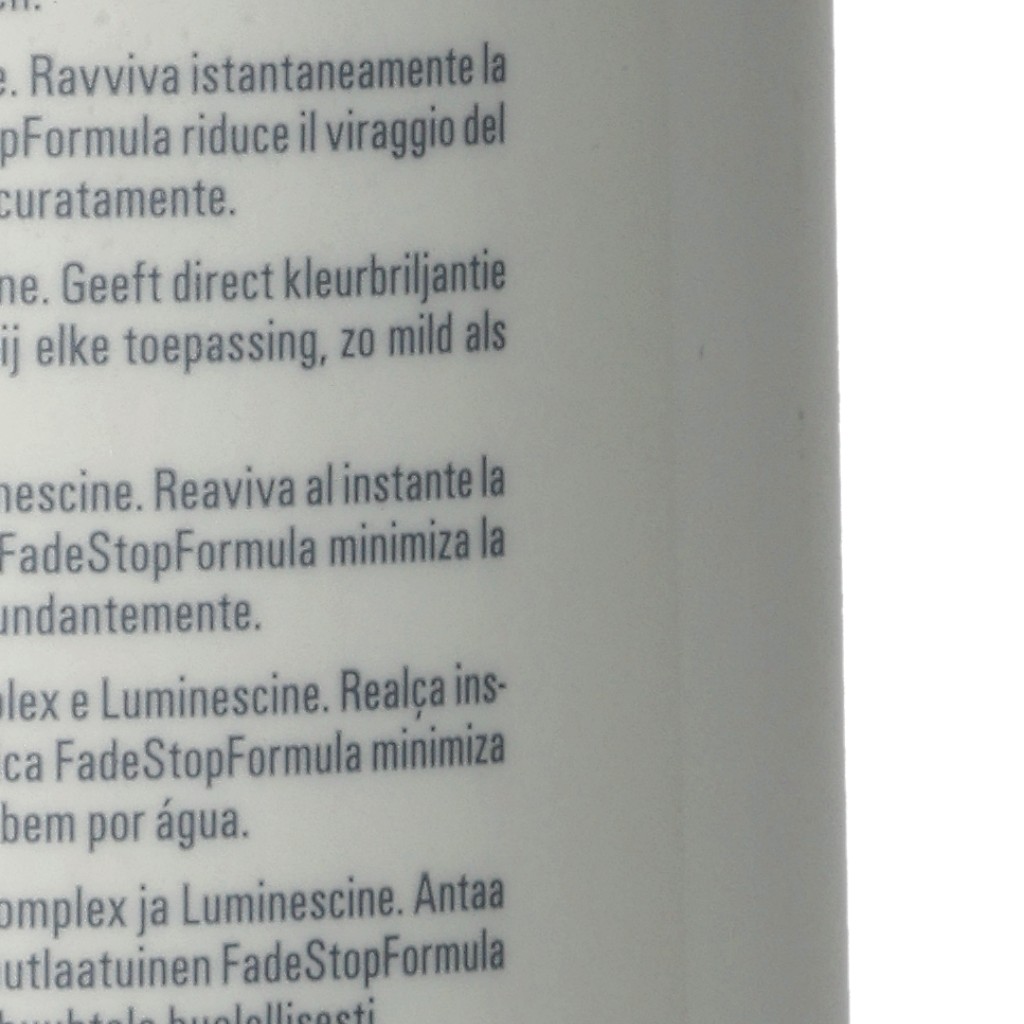 e. Ravviva istantaneamente la
pFormula riduce il viraggio del
curatamente.
ne. Geeft direct kleurbriljantie
ij elke toepassing, zo mild als
nescine. Reaviva al instante la
FadeStopFormula minimiza la
undantemente.
plex e Luminescine. Realça ins-
ca FadeStopFormula minimiza
bem por água.
omplex ja Luminescine. Antaa
utlaatuinen FadeStopFormula
huolellisesti.